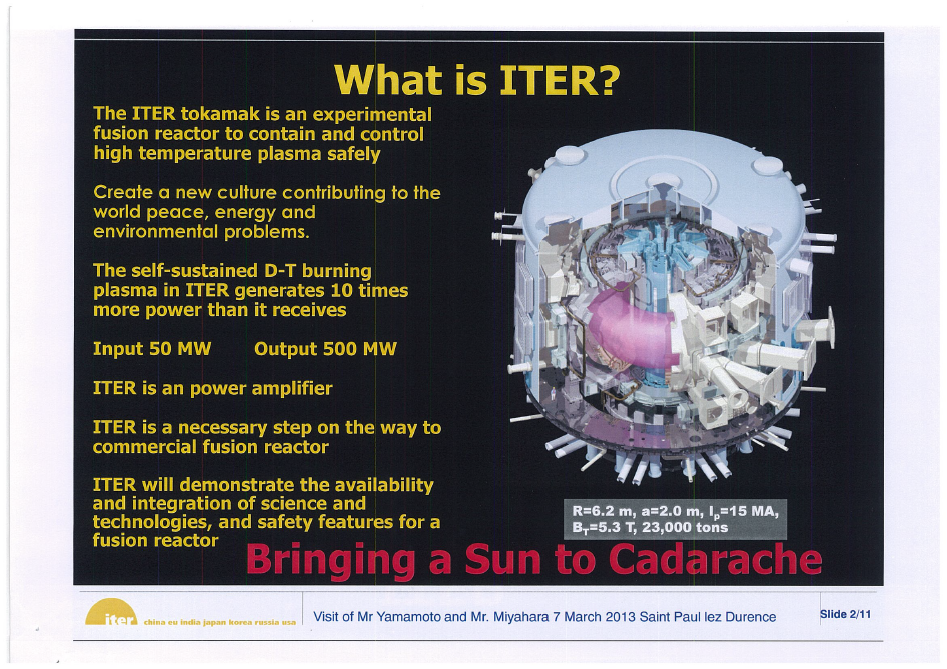 What is ITER?
The ITER tokamak is an experimental
fusion reactor to contain and control
high temperature plasma safely
Create a new culture contributing to the
world peace, energy and
environmental problems.
The self-sustained D-T burning
plasma in ITER generates 10 times
more power than it receives
Input 50 MW Output 500 MW
ITER is an power amplifier
ITER is a necessary step on the way to
commercial fusion reactor
ITER will demonstrate the availability
and integration of science and
technologies, and safety features for a
fusion reactor
R=6.2 m, a=2.0 m, Ip=15 MA,
BT=5.3 T, 23,000 tons
Bringing a Sun to Cadarache
iter china eu india japan korea russia usa
Visit of Mr Yamamoto and Mr. Miyahara 7 March 2013 Saint Paul lez Durence
Slide 2/11